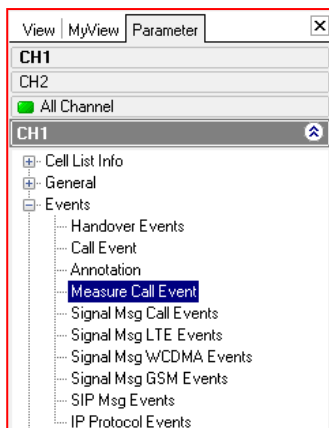 View MyView Parameter
CH1
CH2
All Channel
CH1
Cell List Info
General
Events
Handover Events
Call Event
Annotation
Measure Call Event
Signal Msg Call Events
Signal Msg LTE Events
Signal Msg WCDMA Events
Signal Msg GSM Events
SIP Msg Events
IP Protocol Events